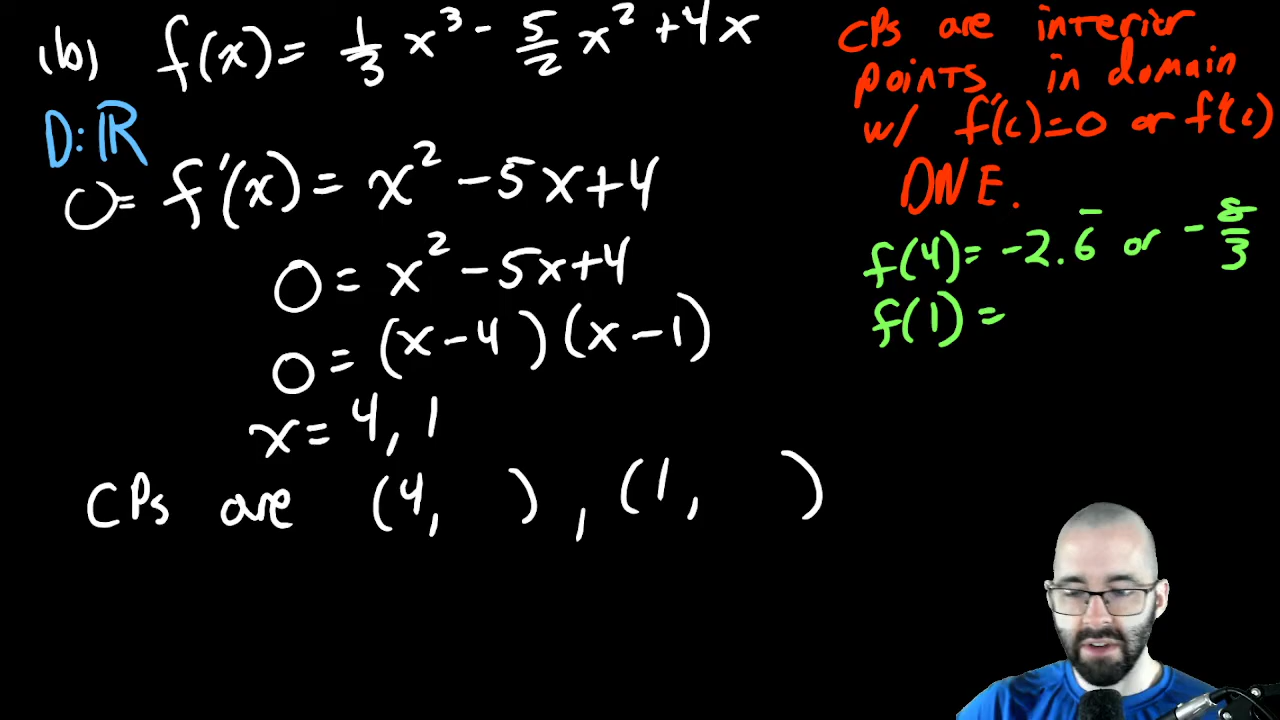 (b) f(x) = 1/3 x³ - 5/2 x² + 4x
D: ℝ
0 = f'(x) = x² - 5x + 4
0 = x² - 5x + 4
0 = (x - 4)(x - 1)
x = 4, 1
CPs are (4, ), (1, )
CPs are interior
points in domain
w/ f'(c) = 0 or f'(c)
DNE.
f(4) = -2.6̅ or - 8/3
f(1) =